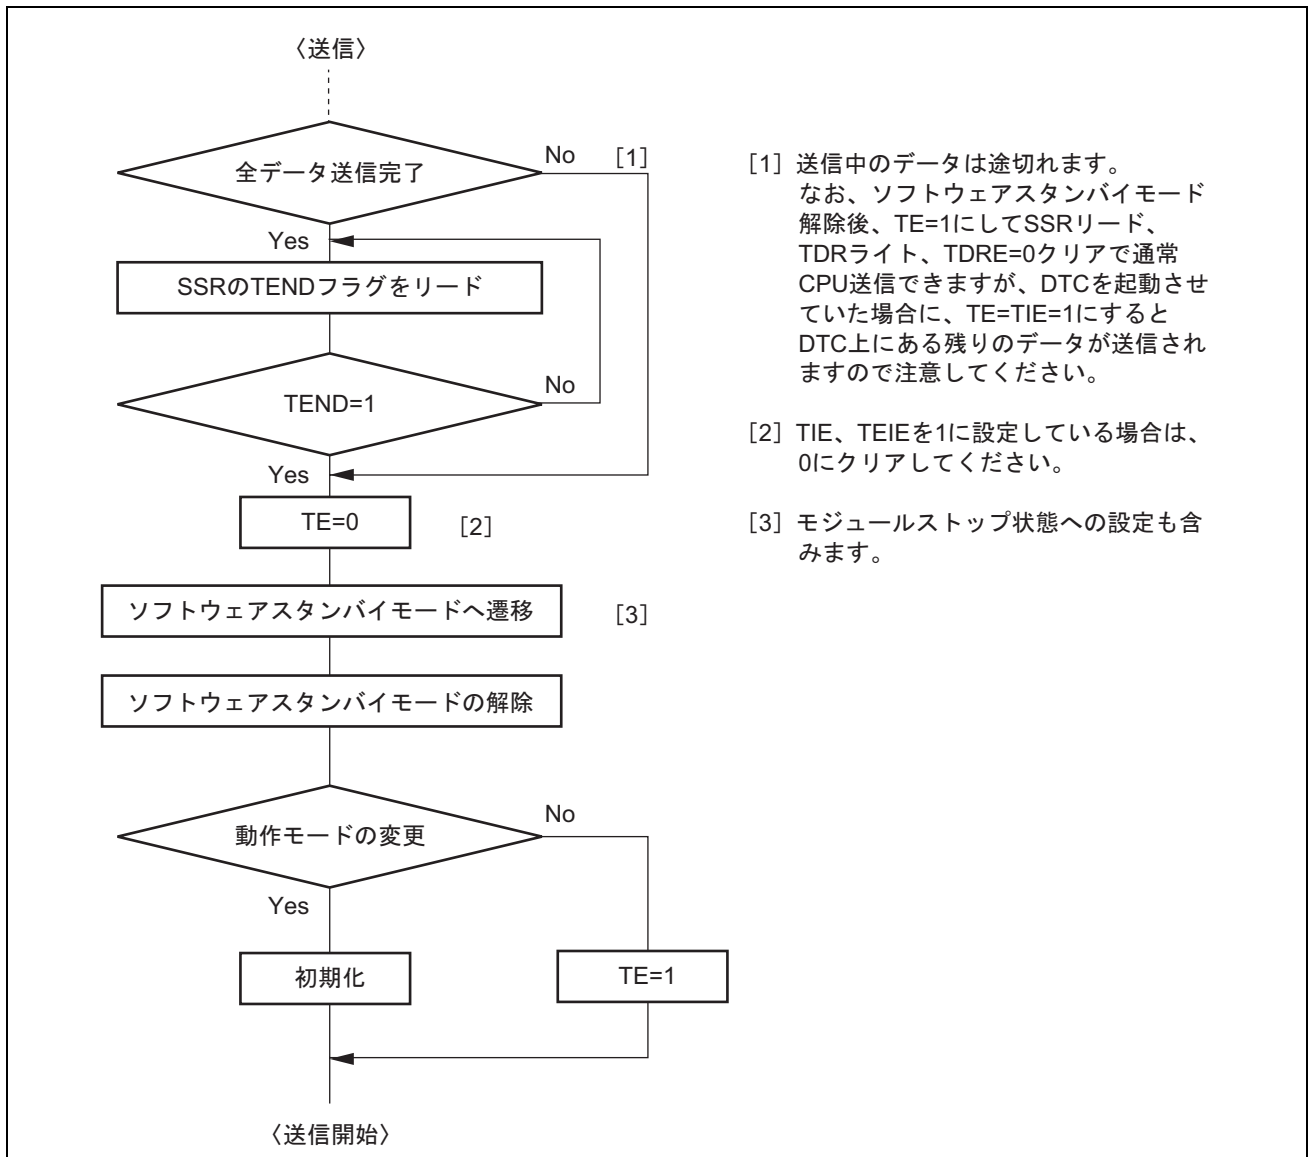 〈送信〉
全データ送信完了
No [1]
Yes
SSRのTENDフラグをリード
TEND=1
No
Yes
TE=0
[2]
ソフトウェアスタンバイモードへ遷移
[3]
ソフトウェアスタンバイモードの解除
動作モードの変更
No
Yes
初期化
TE=1
〈送信開始〉
[1] 送信中のデータは途切れます。
なお、ソフトウェアスタンバイモード
解除後、TE=1にしてSSRリード、
TDRライト、TDRE=0クリアで通常
CPU送信できますが、DTCを起動させ
ていた場合に、TE=TIE=1にすると
DTC上にある残りのデータが送信され
ますので注意してください。
[2] TIE、TEIEを1に設定している場合は、
0にクリアしてください。
[3] モジュールストップ状態への設定も含
みます。